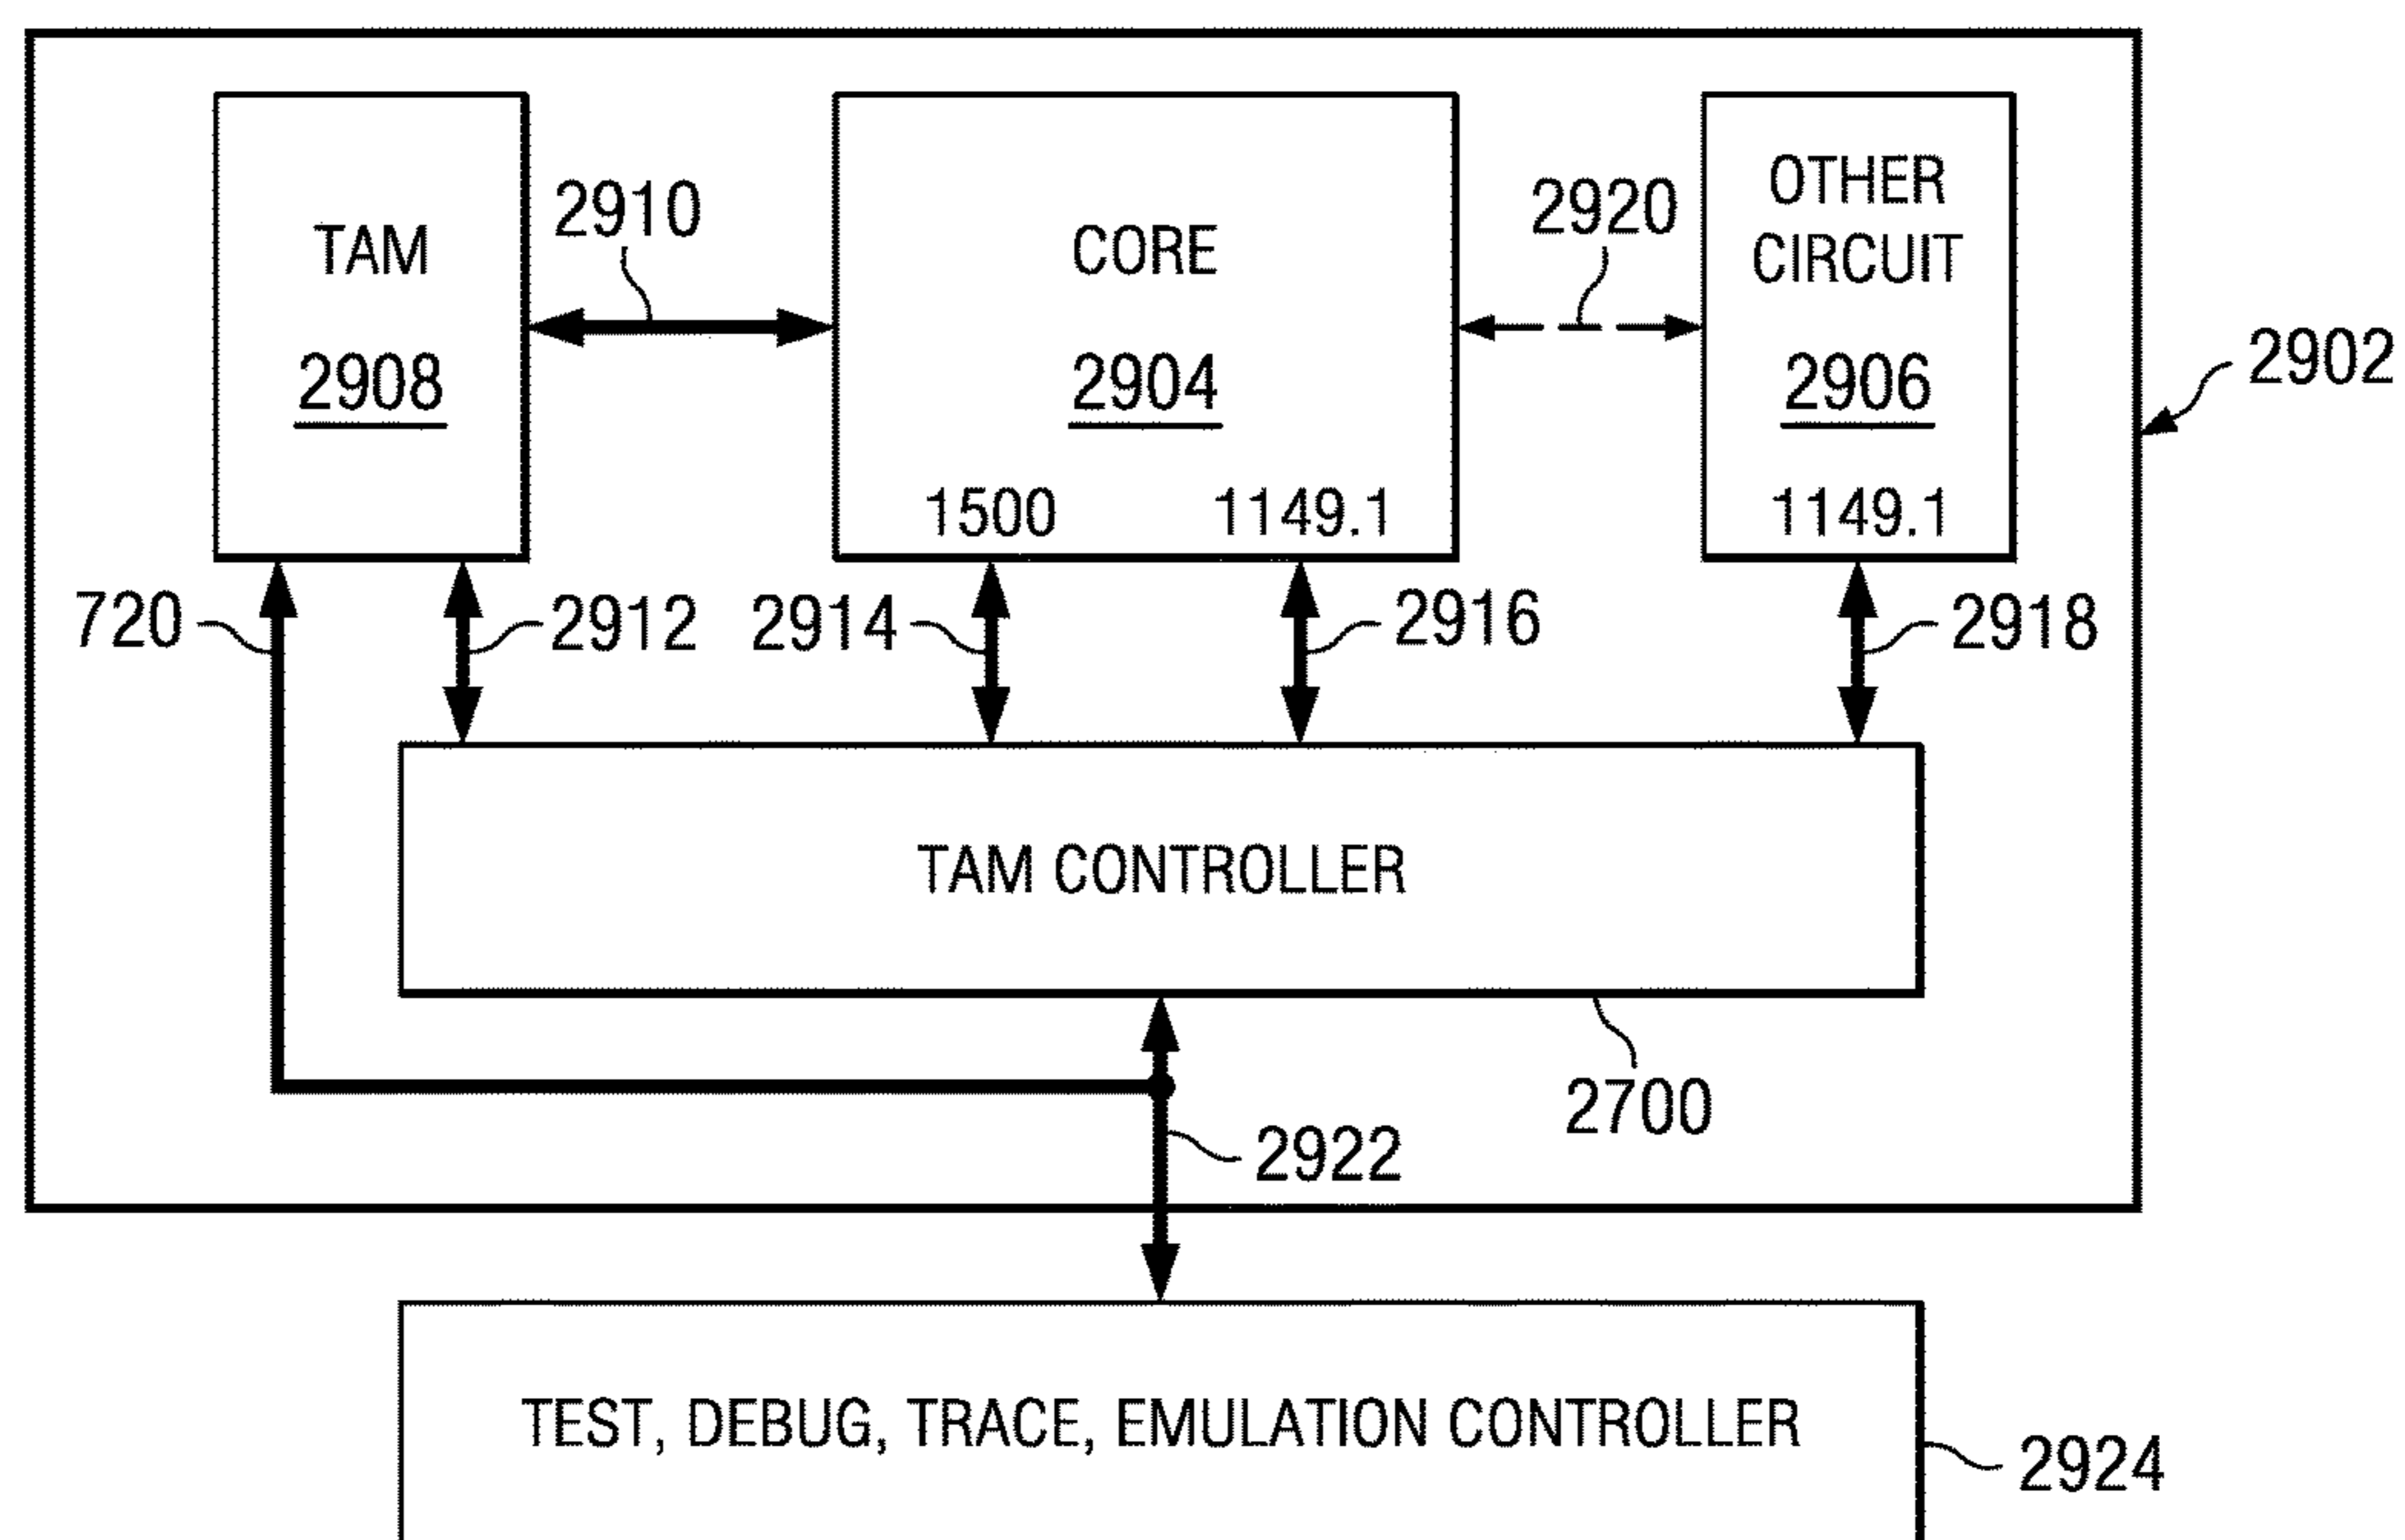 TAM
2908
2910
CORE
2904
1500 1149.1
2920
OTHER
CIRCUIT
2906
1149.1
2902
720
2912
2914
2916
2918
TAM CONTROLLER
2700
2922
TEST, DEBUG, TRACE, EMULATION CONTROLLER
2924